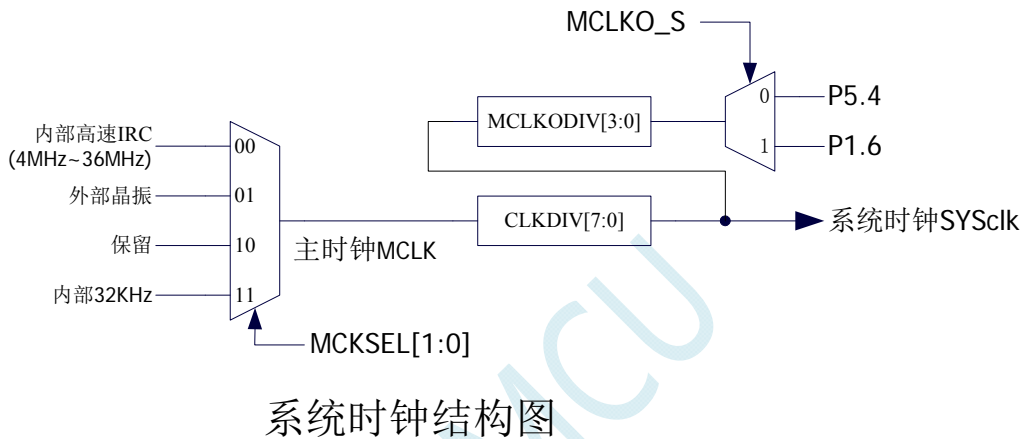 MCLKO_S
MCLKODIV[3:0]
0
P5.4
1
P1.6
内部高速IRC
(4MHz~36MHz)
00
外部晶振
01
保留
10
内部32KHz
11
主时钟MCLK
CLKDIV[7:0]
系统时钟SYSclk
MCKSEL[1:0]
系统时钟结构图
MCU